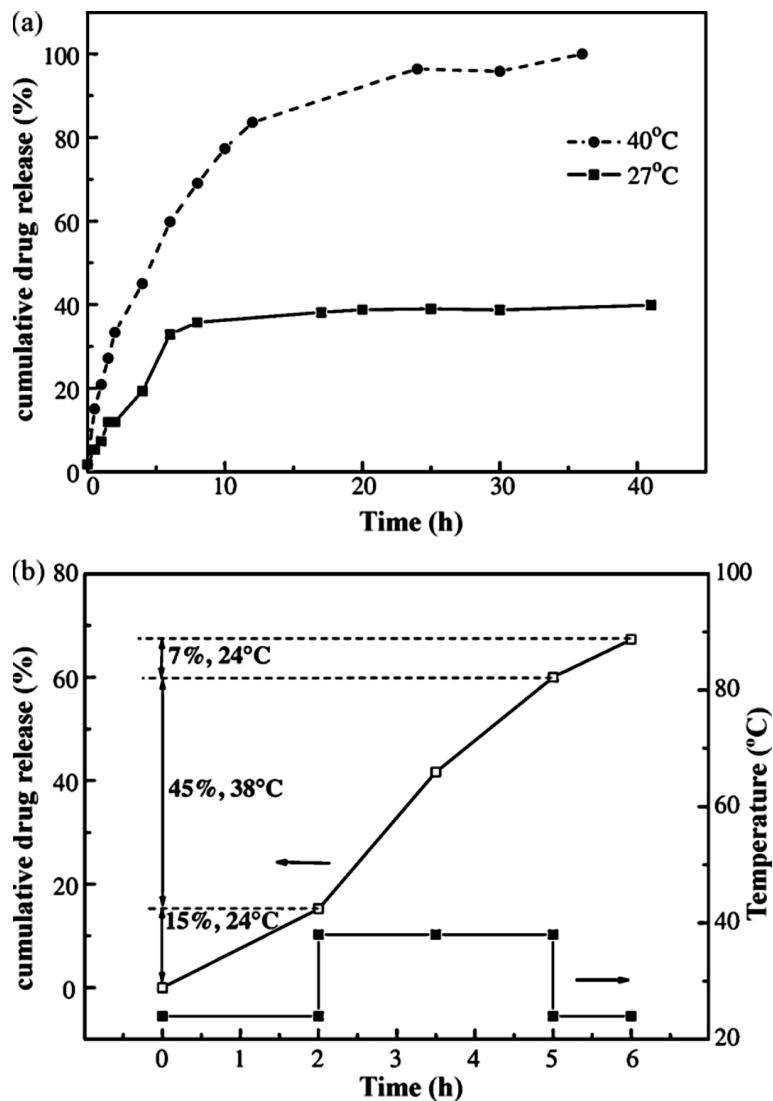 (a)
100
80
60
40
20
0
cumulative drug release (%)
40°C
27°C
0 10 20 30 40
Time (h)
(b)
80
60
40
20
0
cumulative drug release (%)
7%, 24°C
45%, 38°C
15%, 24°C
100
80
60
40
20
Temperature (°C)
0 1 2 3 4 5 6
Time (h)